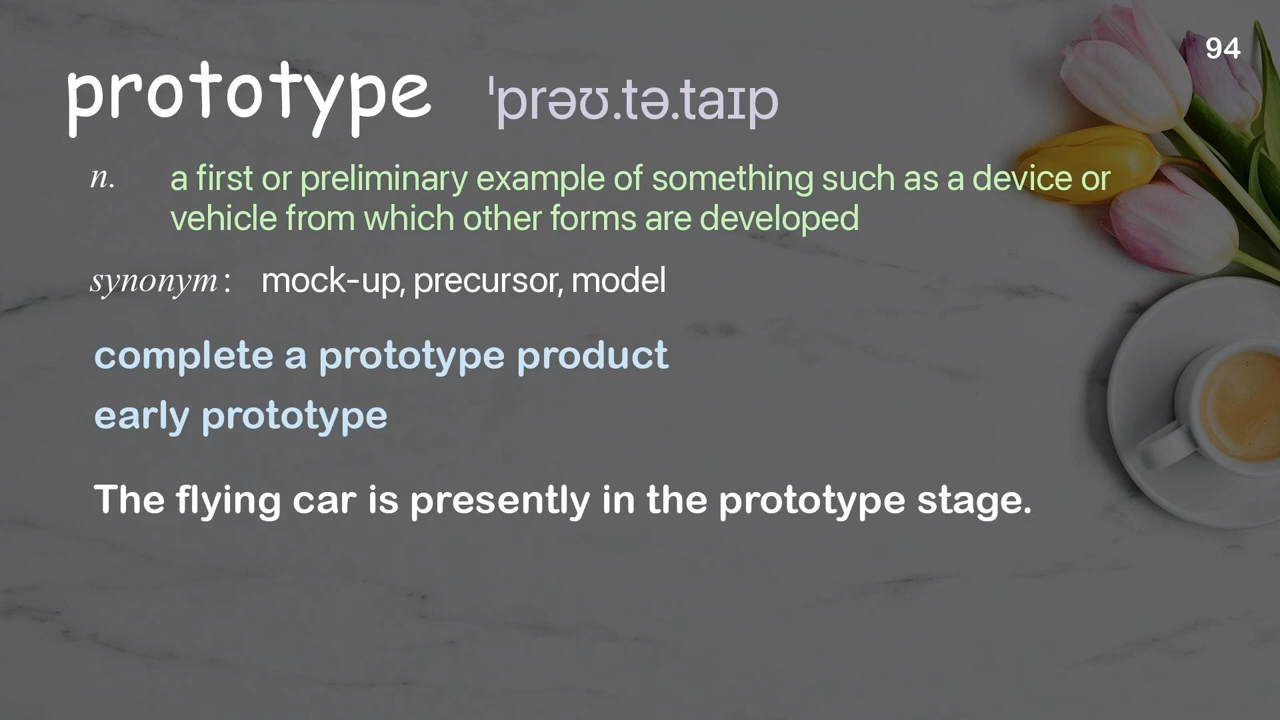 94
prototype ˈprəʊ.tə.taɪp
n. a first or preliminary example of something such as a device or
vehicle from which other forms are developed
synonym: mock-up, precursor, model
complete a prototype product
early prototype
The flying car is presently in the prototype stage.